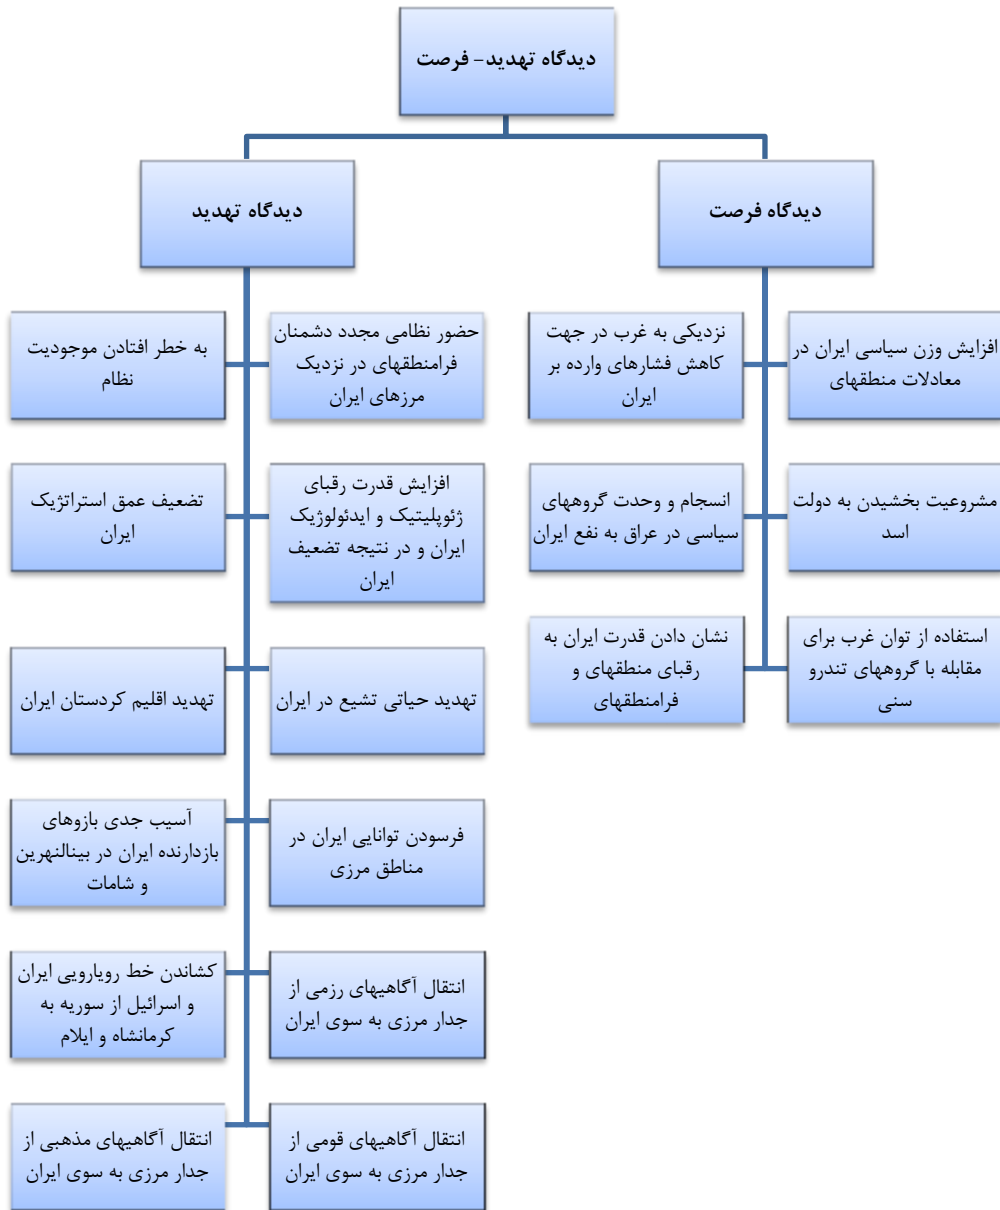 دیدگاه تهدید- فرصت
دیدگاه فرصت
دیدگاه تهدید
افزایش وزن سیاسی ایران در
معادلات منطقهای
نزدیکی به غرب در جهت
کاهش فشارهای وارده بر
ایران
مشروعیت بخشیدن به دولت
اسد
انسجام و وحدت گروههای
سیاسی در عراق به نفع ایران
استفاده از توان غرب برای
مقابله با گروههای تندرو
سنی
نشان دادن قدرت ایران به
رقبای منطقهای و
فرامنطقهای
حضور نظامی مجدد دشمنان
فرامنطقهای در نزدیک
مرزهای ایران
به خطر افتادن موجودیت
نظام
افزایش قدرت رقبای
ژئوپلیتیک و ایدئولوژیک
ایران و در نتیجه تضعیف
ایران
تضعیف عمق استراتژیک
ایران
تهدید حیاتی تشیع در ایران
تهدید اقلیم کردستان ایران
فرسودن توانایی ایران در
مناطق مرزی
آسیب جدی بازوهای
بازدارنده ایران در بینالنهرین
و شامات
انتقال آگاهیهای رزمی از
جدار مرزی به سوی ایران
کشاندن خط رویارویی ایران
و اسرائیل از سوریه به
کرمانشاه و ایلام
انتقال آگاهیهای قومی از
جدار مرزی به سوی ایران
انتقال آگاهیهای مذهبی از
جدار مرزی به سوی ایران